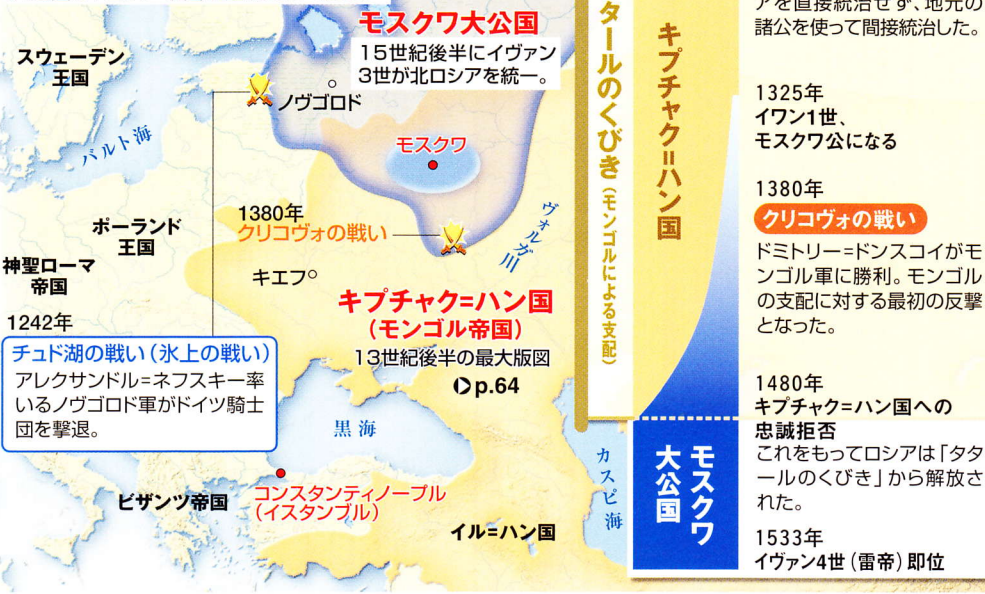 モスクワ大公国
15世紀後半にイヴァン
3世が北ロシアを統一。
スウェーデン
王国
ノヴゴロド
バルト海
モスクワ
1380年
クリコヴォの戦い
ヴォルガ川
ポーランド
王国
神聖ローマ
帝国
キエフ
キプチャク=ハン国
(モンゴル帝国)
13世紀後半の最大版図
p.64
1242年
チュド湖の戦い(氷上の戦い)
アレクサンドル=ネフスキー率
いるノヴゴロド軍がドイツ騎士
団を撃退。
黒海
カスピ海
ビザンツ帝国
コンスタンティノープル
(イスタンブル)
イル=ハン国
タールのくびき(モンゴルによる支配)
キプチャク=ハン国
モスクワ
大公国
アを直接統治せず、地元の
諸公を使って間接統治した。
1325年
イワン1世、
モスクワ公になる
1380年
クリコヴォの戦い
ドミトリー=ドンスコイがモ
ンゴル軍に勝利。モンゴル
の支配に対する最初の反撃
となった。
1480年
キプチャク=ハン国への
忠誠拒否
これをもってロシアは「タタ
ールのくびき」から解放さ
れた。
1533年
イヴァン4世(雷帝)即位